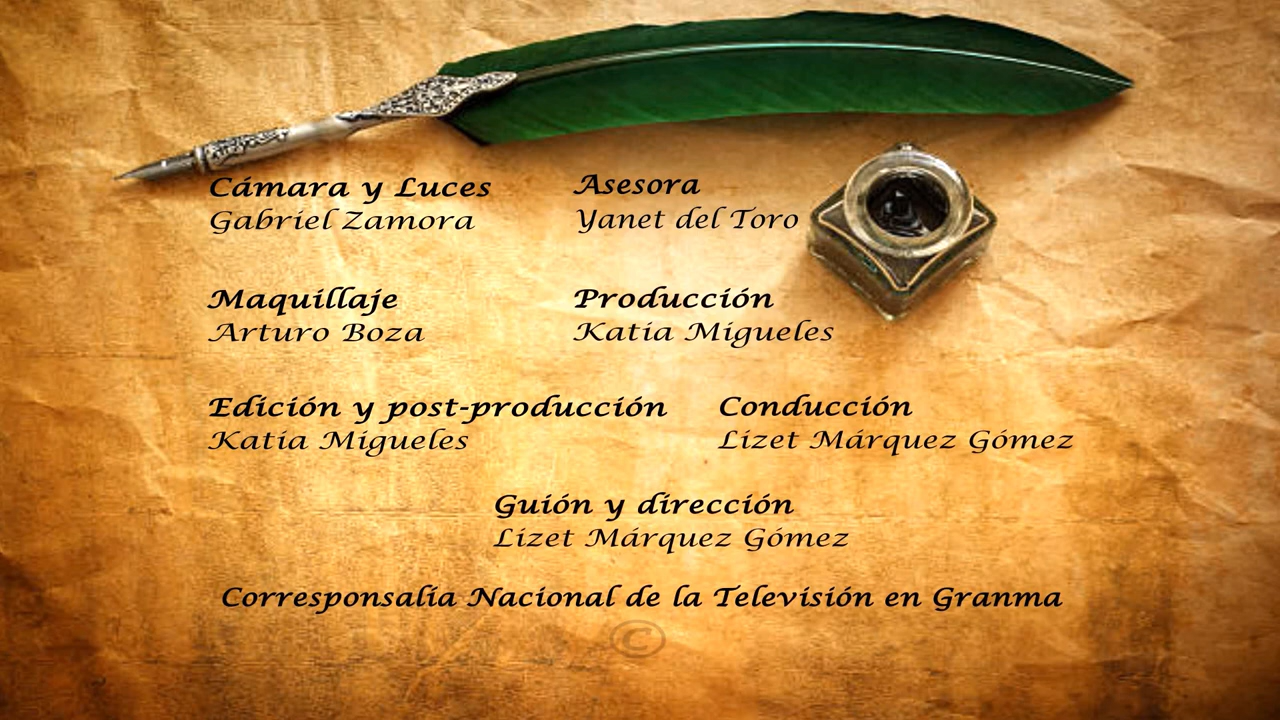 Cámara y Luces
Gabriel Zamora
Asesora
Yanet del Toro
Maquillaje
Arturo Boza
Producción
Katia Migueles
Edición y post-producción
Katia Migueles
Conducción
Lizet Márquez Gómez
Guión y dirección
Lizet Márquez Gómez
Corresponsalía Nacional de la Televisión en Granma
©